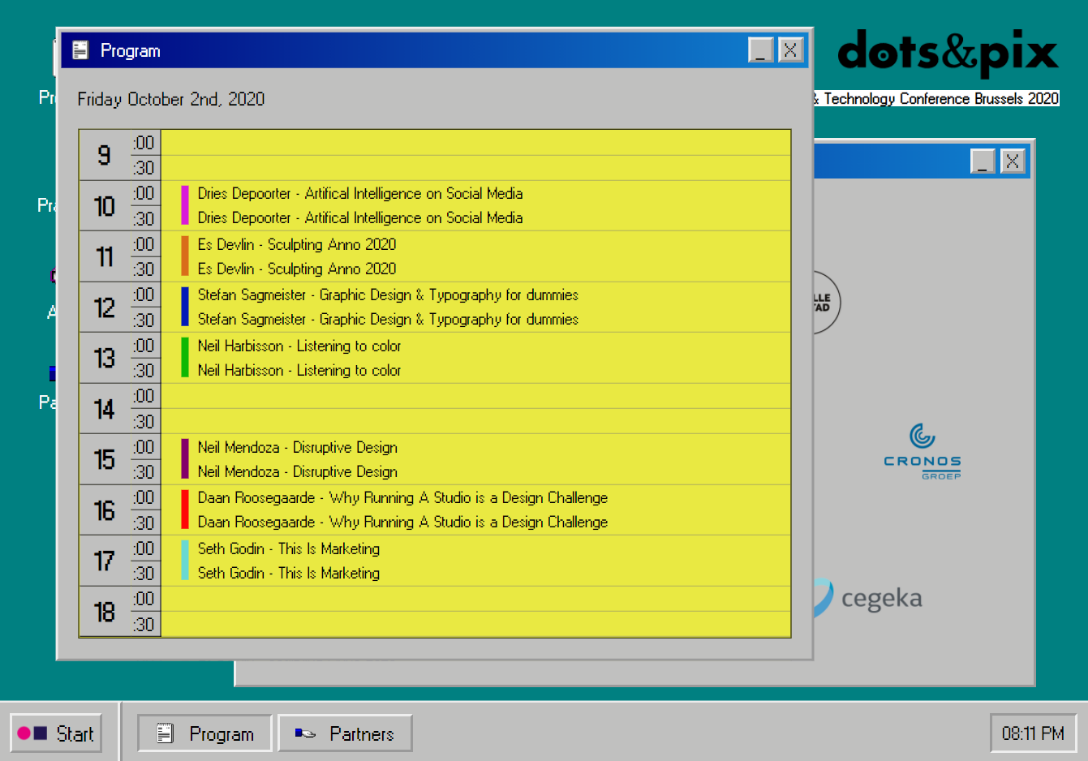 Program
dots&pix
Friday October 2nd, 2020
& Technology Conference Brussels 2020
9 :00
:30
10 :00 Dries Depoorter - Artifical Intelligence on Social Media
:30 Dries Depoorter - Artifical Intelligence on Social Media
11 :00 Es Devlin - Sculpting Anno 2020
:30 Es Devlin - Sculpting Anno 2020
12 :00 Stefan Sagmeister - Graphic Design & Typography for dummies
:30 Stefan Sagmeister - Graphic Design & Typography for dummies
13 :00 Neil Harbisson - Listening to color
:30 Neil Harbisson - Listening to color
14 :00
:30
15 :00 Neil Mendoza - Disruptive Design
:30 Neil Mendoza - Disruptive Design
16 :00 Daan Roosegaarde - Why Running A Studio is a Design Challenge
:30 Daan Roosegaarde - Why Running A Studio is a Design Challenge
17 :00 Seth Godin - This Is Marketing
:30 Seth Godin - This Is Marketing
18 :00
:30
CRONOS
GROEP
cegeka
Start
Program
Partners
08:11 PM